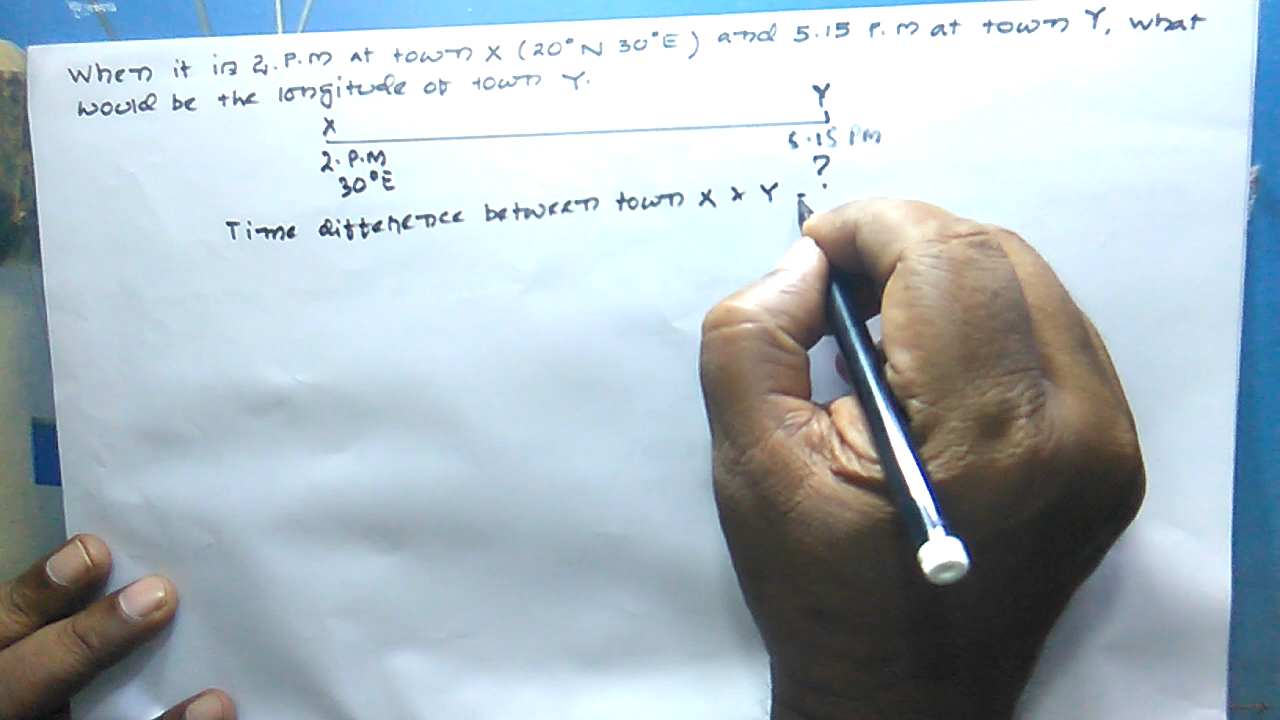 When it is 2. P.M at town X (20°N 30°E) and 5.15 P.M at town Y, what
would be the longitude of town Y.
X Y
2. P.M 5.15 PM
30°E ?
Time difference between town X & Y -